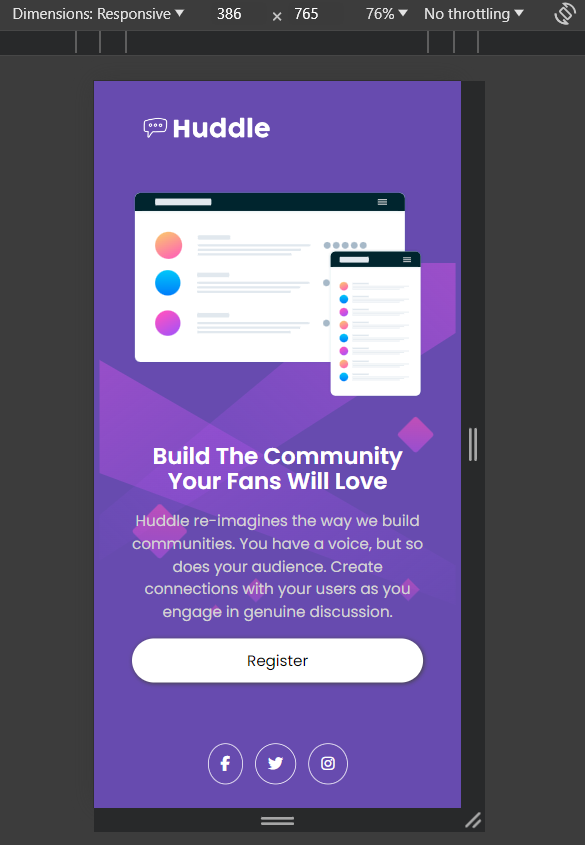 Dimensions: Responsive 386 × 765 76% No throttling
Huddle
Build The Community
Your Fans Will Love
Huddle re-imagines the way we build
communities. You have a voice, but so
does your audience. Create
connections with your users as you
engage in genuine discussion.
Register